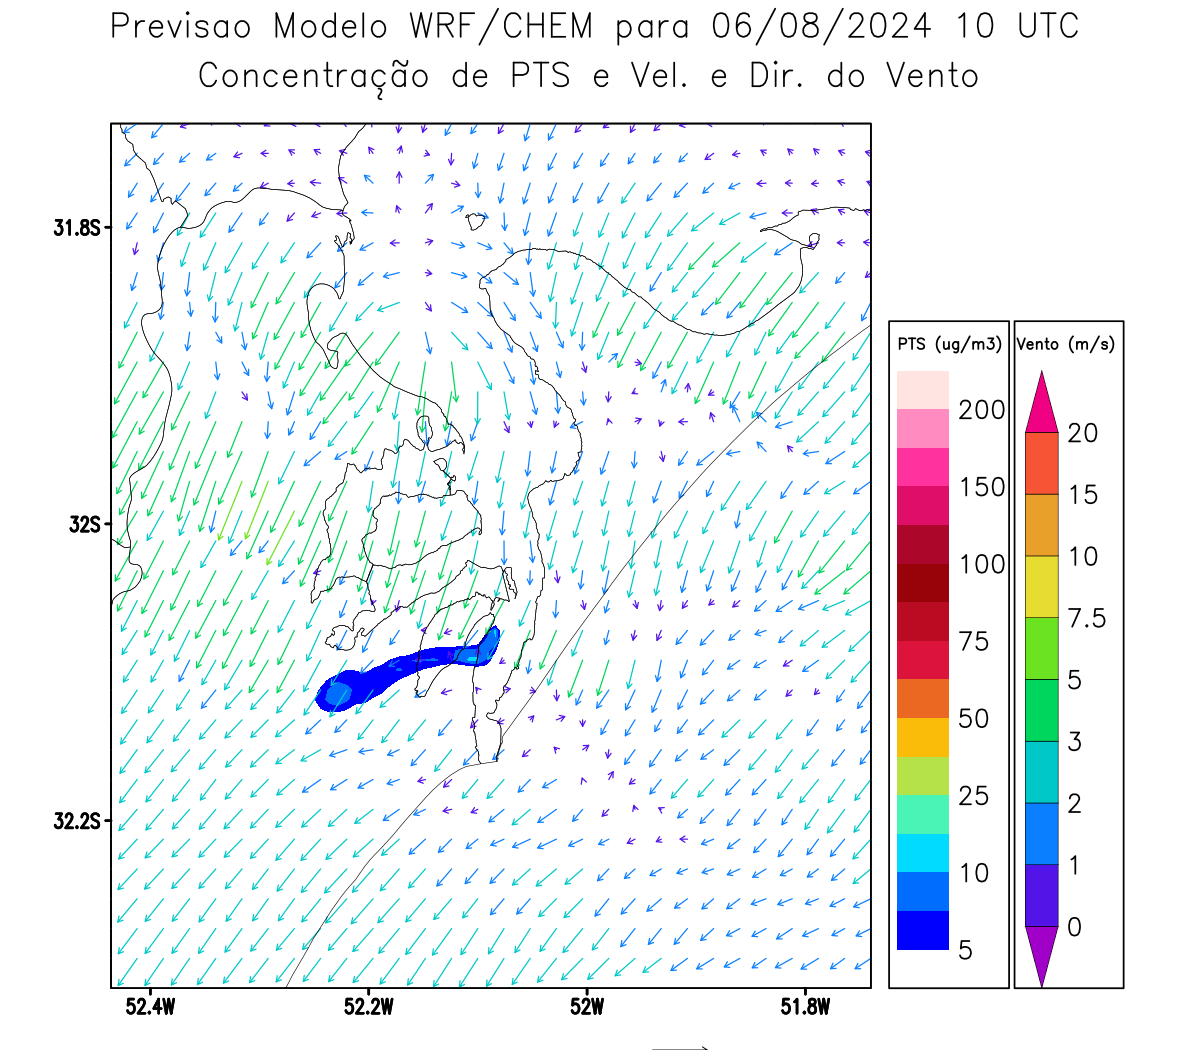 Previsao Modelo WRF/CHEM para 06/08/2024 10 UTC
Concentração de PTS e Vel. e Dir. do Vento
31.8S
32S
32.2S
52.4W
52.2W
52W
51.8W
PTS (ug/m3)
200
150
100
75
50
25
10
5
Vento (m/s)
20
15
10
7.5
5
3
2
1
0